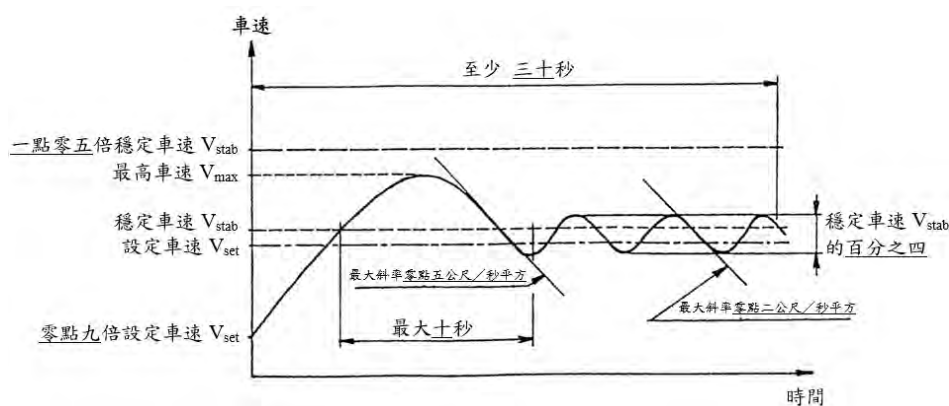 車速
至少 三十秒
一點零五倍穩定車速 Vstab
最高車速 Vmax
穩定車速 Vstab
設定車速 Vset
穩定車速 Vstab
的百分之四
最大斜率零點五公尺/秒平方
最大斜率零點二公尺/秒平方
零點九倍設定車速 Vset
最大十秒
時間